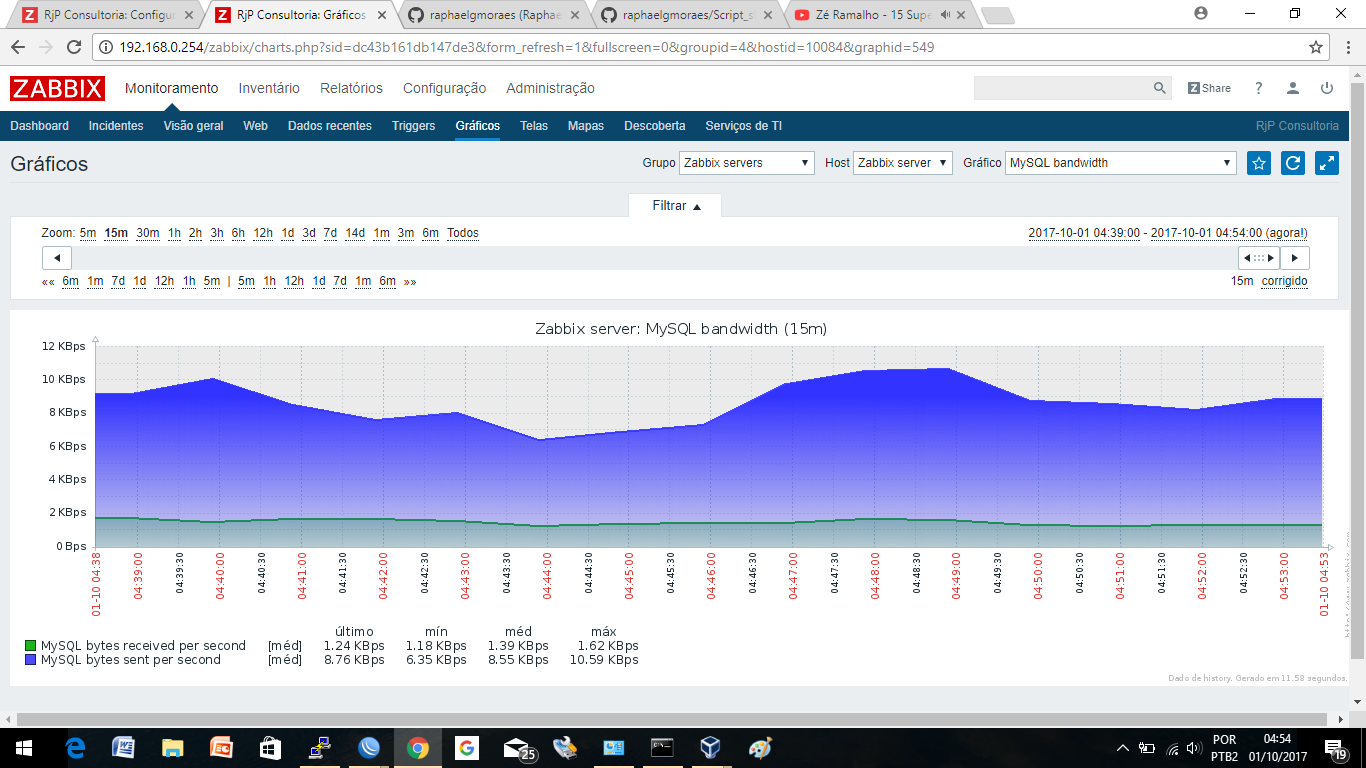 RjP Consultoria: Configur
RjP Consultoria: Gráficos
raphaelgmoraes (Raphae
raphaelgmoraes/Script_s
Zé Ramalho - 15 Supe
192.168.0.254/zabbix/charts.php?sid=dc43b161db147de3&form_refresh=1&fullscreen=0&groupid=4&hostid=10084&graphid=549
ZABBIX Monitoramento Inventário Relatórios Configuração Administração Z Share ?
Dashboard Incidentes Visão geral Web Dados recentes Triggers Gráficos Telas Mapas Descoberta Serviços de TI RjP Consultoria
Gráficos Grupo Zabbix servers Host Zabbix server Gráfico MySQL bandwidth
Filtrar
Zoom: 5m 15m 30m 1h 2h 3h 6h 12h 1d 3d 7d 14d 1m 3m 6m Todos 2017-10-01 04:39:00 - 2017-10-01 04:54:00 (agora!)
«« 6m 1m 7d 1d 12h 1h 5m | 5m 1h 12h 1d 7d 1m 6m »» 15m corrigido
Zabbix server: MySQL bandwidth (15m)
12 KBps
10 KBps
8 KBps
6 KBps
4 KBps
2 KBps
0 Bps
01-10 04:38 04:39:00 04:39:30 04:40:00 04:40:30 04:41:00 04:41:30 04:42:00 04:42:30 04:43:00 04:43:30 04:44:00 04:44:30 04:45:00 04:45:30 04:46:00 04:46:30 04:47:00 04:47:30 04:48:00 04:48:30 04:49:00 04:49:30 04:50:00 04:50:30 04:51:00 04:51:30 04:52:00 04:52:30 04:53:00 01-10 04:53
último mín méd máx
MySQL bytes received per second [méd] 1.24 KBps 1.18 KBps 1.39 KBps 1.62 KBps
MySQL bytes sent per second [méd] 8.76 KBps 6.35 KBps 8.55 KBps 10.59 KBps
Dado de history. Gerado em 11.58 segundos.
25
POR
PTB2
04:54
01/10/2017
19